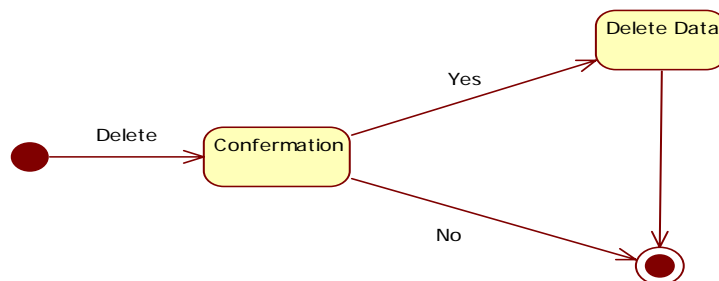 Delete Data
Yes
Delete
Confermation
No